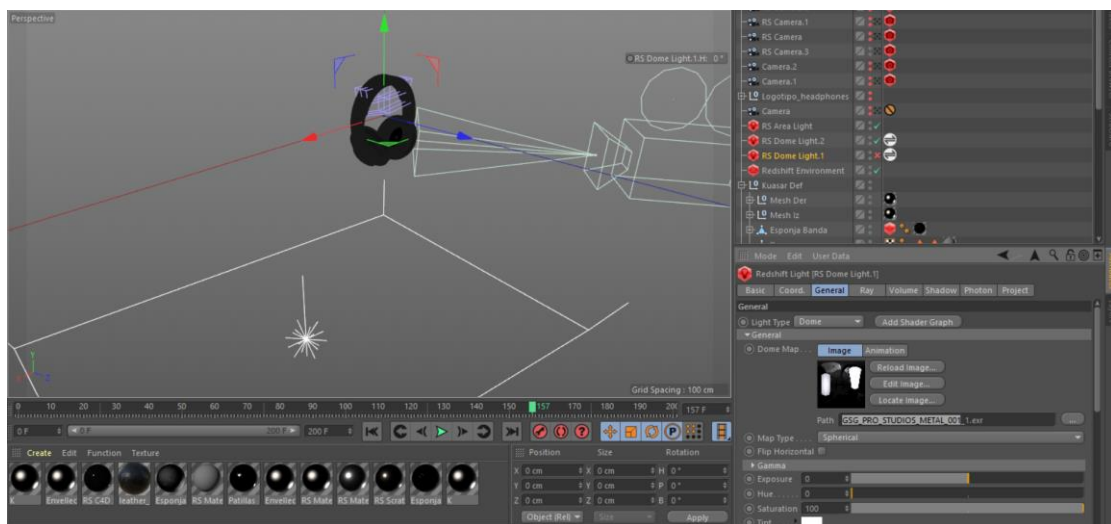 Perspective
RS Dome Light.1.H: 0°
Grid Spacing : 100 cm
0 10 20 30 40 50 60 70 80 90 100 110 120 130 140 150 157 170 180 190 20( 157 F
0 F 0 F 200 F 200 F
Create Edit Function Texture
K Envellec RS C4D leather_ Esponja RS Mate Patillas Envellec RS Mate RS Mate RS Scrat Esponja K
Position Size Rotation
X 0 cm X 0 cm H 0°
Y 0 cm Y 0 cm P 0°
Z 0 cm Z 0 cm B 0°
Object (Rel) Size Apply
RS Camera.1
RS Camera
RS Camera.3
Camera.2
Camera.1
Logotipo_headphones
Camera
RS Area Light
RS Dome Light.2
RS Dome Light.1
Redshift Environment
Kuasar Def
Mesh Der
Mesh Iz
Esponja Banda
Mode Edit User Data
Redshift Light [RS Dome Light.1]
Basic Coord. General Ray Volume Shadow Photon Project
General
Light Type Dome Add Shader Graph
General
Dome Map . . . Image Animation
Reload Image...
Edit Image...
Locate Image...
Path GSG_PRO_STUDIOS_METAL_001_1.exr ...
Map Type . . . . Spherical
Flip Horizontal
Gamma
Exposure 0
Hue . . . . . 0
Saturation 100
Tint
X Y Z
P